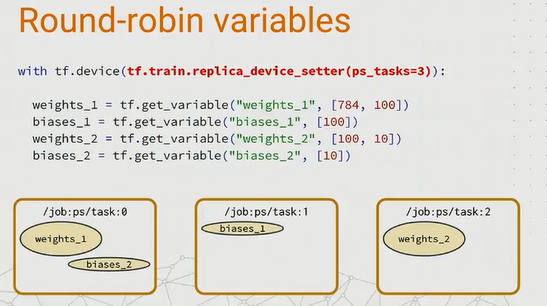 Round-robin variables
with tf.device(tf.train.replica_device_setter(ps_tasks=3)):
weights_1 = tf.get_variable("weights_1", [784, 100])
biases_1 = tf.get_variable("biases_1", [100])
weights_2 = tf.get_variable("weights_2", [100, 10])
biases_2 = tf.get_variable("biases_2", [10])
/job:ps/task:0
weights_1
biases_2
/job:ps/task:1
biases_1
/job:ps/task:2
weights_2